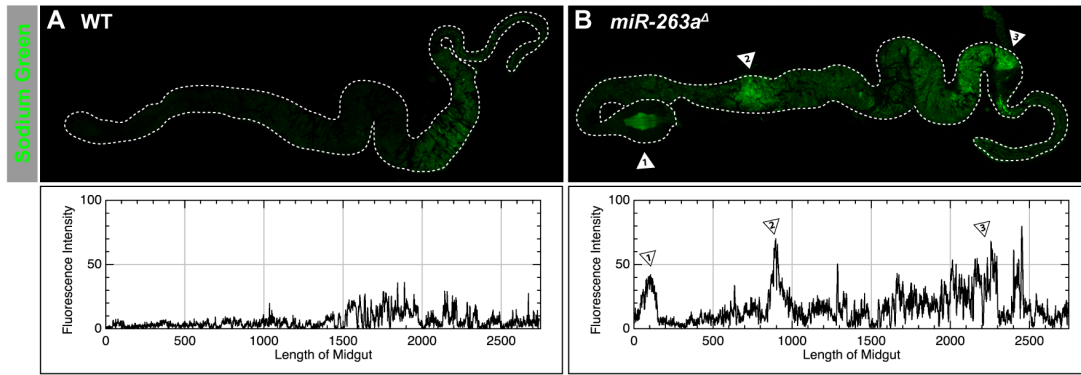 Sodium Green
A WT
B miR-263aΔ
1
2
3
Fluorescence Intensity
100
50
0
0 500 1000 1500 2000 2500
Length of Midgut
Fluorescence Intensity
100
50
0
1
2
3
0 500 1000 1500 2000 2500
Length of Midgut